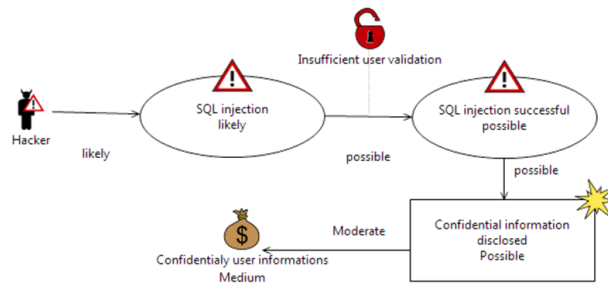 Insufficient user validation
SQL injection
likely
SQL injection successful
possible
Hacker
likely
possible
possible
Confidential information
disclosed
Possible
Moderate
$
Confidentialy user informations
Medium